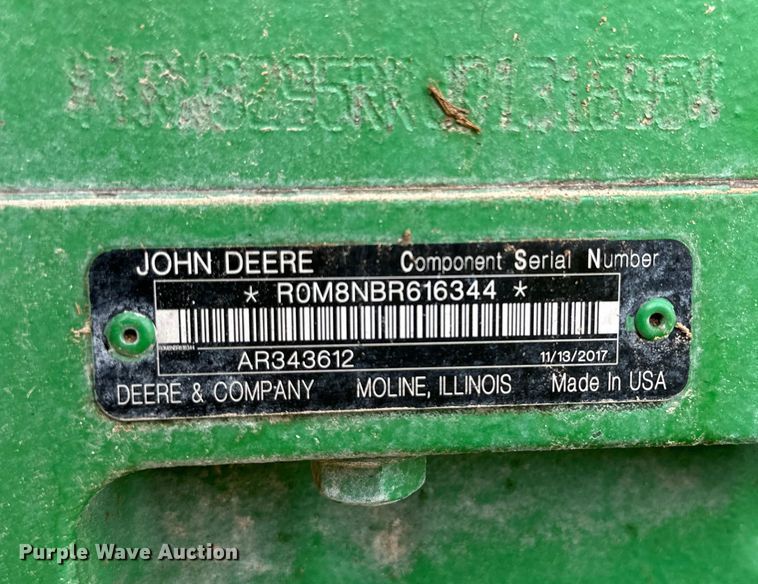 JOHN DEERE Component Serial Number
* R0M8NBR616344 *
R0M8NBR616344
AR343612 11/13/2017
DEERE & COMPANY MOLINE, ILLINOIS Made In USA
Purple Wave Auction